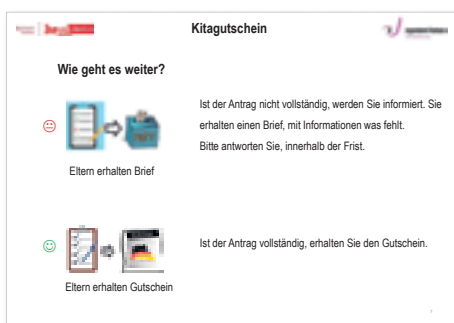 Kitagutschein
Wie geht es weiter?
Ist der Antrag nicht vollständig, werden Sie informiert. Sie
erhalten einen Brief, mit Informationen was fehlt.
Bitte antworten Sie, innerhalb der Frist.
Eltern erhalten Brief
Ist der Antrag vollständig, erhalten Sie den Gutschein.
Eltern erhalten Gutschein